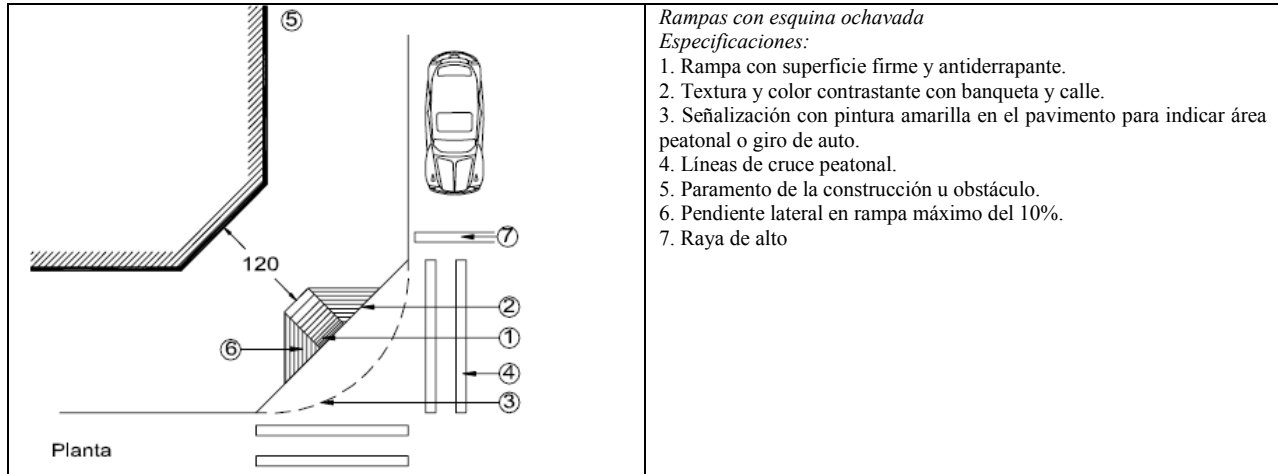 5
120
7
2
1
6
4
3
Planta
Rampas con esquina ochavada
Especificaciones:
1. Rampa con superficie firme y antiderrapante.
2. Textura y color contrastante con banqueta y calle.
3. Señalización con pintura amarilla en el pavimento para indicar área
peatonal o giro de auto.
4. Líneas de cruce peatonal.
5. Paramento de la construcción u obstáculo.
6. Pendiente lateral en rampa máximo del 10%.
7. Raya de alto